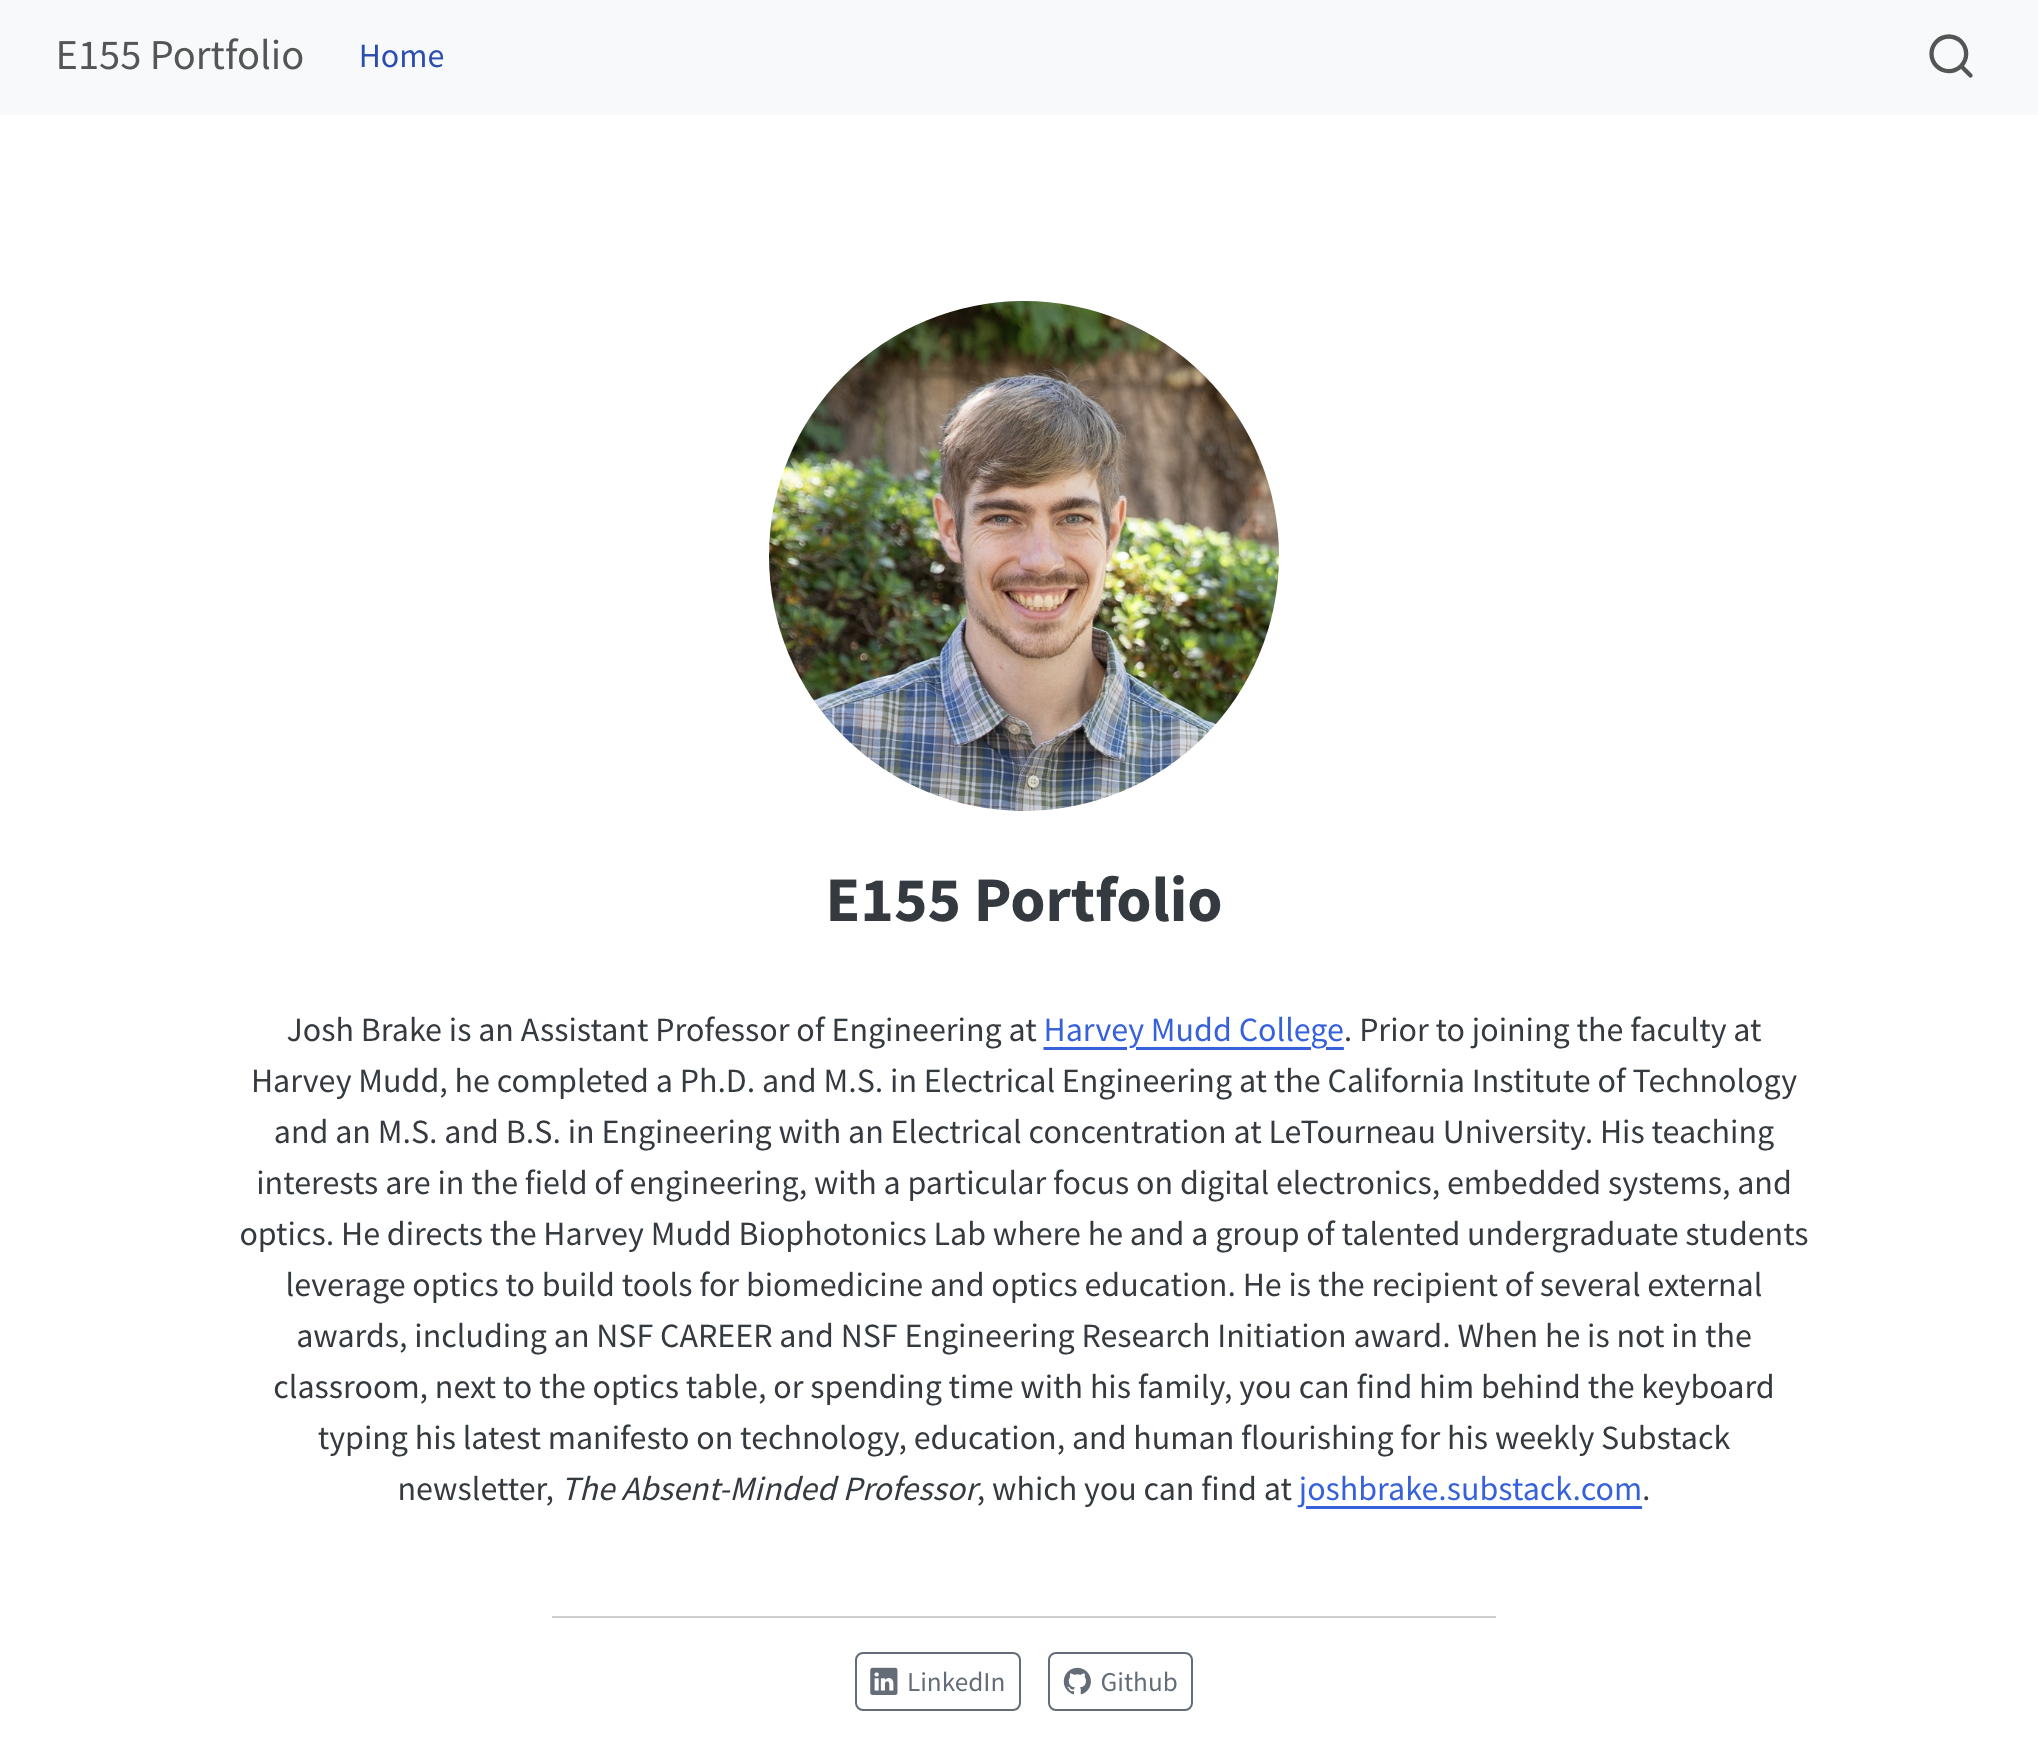 E155 Portfolio Home
E155 Portfolio
Josh Brake is an Assistant Professor of Engineering at Harvey Mudd College. Prior to joining the faculty at
Harvey Mudd, he completed a Ph.D. and M.S. in Electrical Engineering at the California Institute of Technology
and an M.S. and B.S. in Engineering with an Electrical concentration at LeTourneau University. His teaching
interests are in the field of engineering, with a particular focus on digital electronics, embedded systems, and
optics. He directs the Harvey Mudd Biophotonics Lab where he and a group of talented undergraduate students
leverage optics to build tools for biomedicine and optics education. He is the recipient of several external
awards, including an NSF CAREER and NSF Engineering Research Initiation award. When he is not in the
classroom, next to the optics table, or spending time with his family, you can find him behind the keyboard
typing his latest manifesto on technology, education, and human flourishing for his weekly Substack
newsletter, The Absent-Minded Professor, which you can find at joshbrake.substack.com.
LinkedIn Github